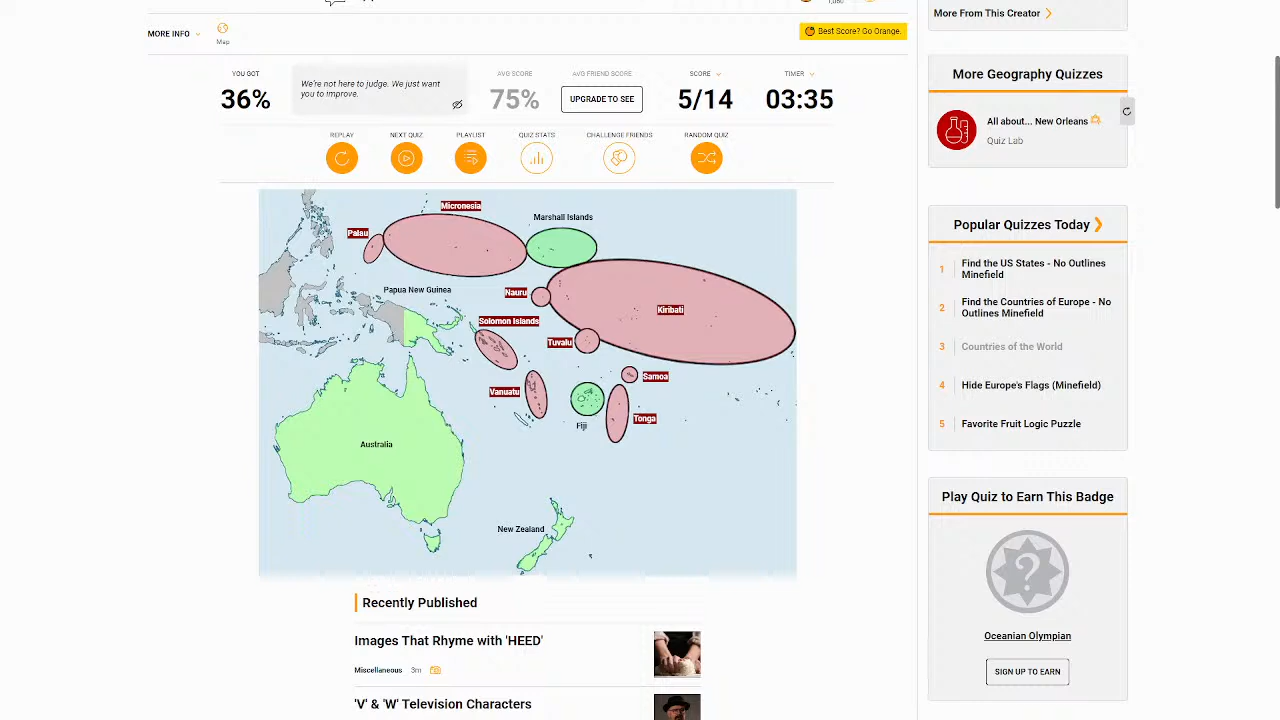 More From This Creator
MORE INFO
Map
Best Score? Go Orange.
YOU GOT
36%
We're not here to judge. We just want
you to improve.
AVG SCORE
75%
AVG FRIEND SCORE
UPGRADE TO SEE
SCORE
5/14
TIMER
03:35
REPLAY
NEXT QUIZ
PLAYLIST
QUIZ STATS
CHALLENGE FRIENDS
RANDOM QUIZ
Micronesia
Marshall Islands
Palau
Papua New Guinea
Nauru
Kiribati
Solomon Islands
Tuvalu
Samoa
Vanuatu
Tonga
Fiji
Australia
New Zealand
Recently Published
Images That Rhyme with 'HEED'
Miscellaneous 3m
'V' & 'W' Television Characters
More Geography Quizzes
All about... New Orleans
Quiz Lab
Popular Quizzes Today
1 Find the US States - No Outlines
Minefield
2 Find the Countries of Europe - No
Outlines Minefield
3 Countries of the World
4 Hide Europe's Flags (Minefield)
5 Favorite Fruit Logic Puzzle
Play Quiz to Earn This Badge
?
Oceanian Olympian
SIGN UP TO EARN